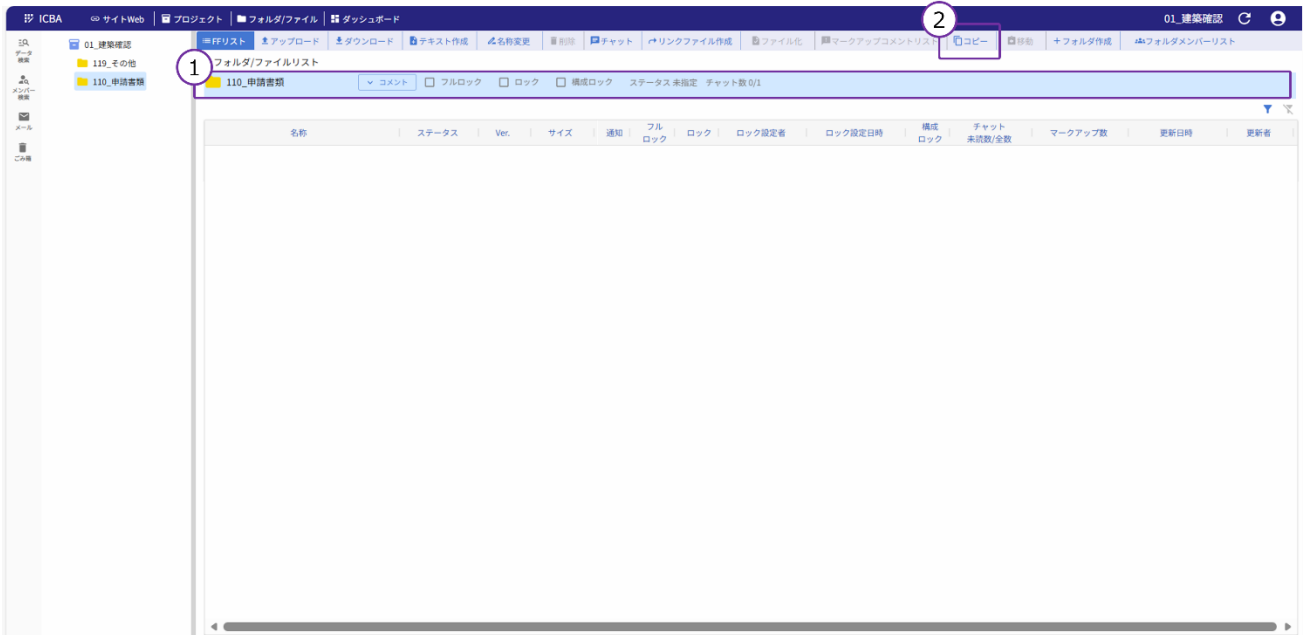 ICBA サイトWeb プロジェクト フォルダ/ファイル ダッシュボード 01_建築確認
2
FFリスト アップロード ダウンロード テキスト作成 名称変更 削除 チャット リンクファイル作成 ファイル化 マークアップコメントリスト コピー 移動 +フォルダ作成 フォルダメンバーリスト
データ
検索
メンバー
検索
メール
ごみ箱
01_建築確認
119_その他
110_申請書類
1
フォルダ/ファイルリスト
110_申請書類 コメント フルロック ロック 構成ロック ステータス 未指定 チャット数 0/1
名称 ステータス Ver. サイズ 通知 フル
ロック ロック ロック設定者 ロック設定日時 構成
ロック チャット
未読数/全数 マークアップ数 更新日時 更新者